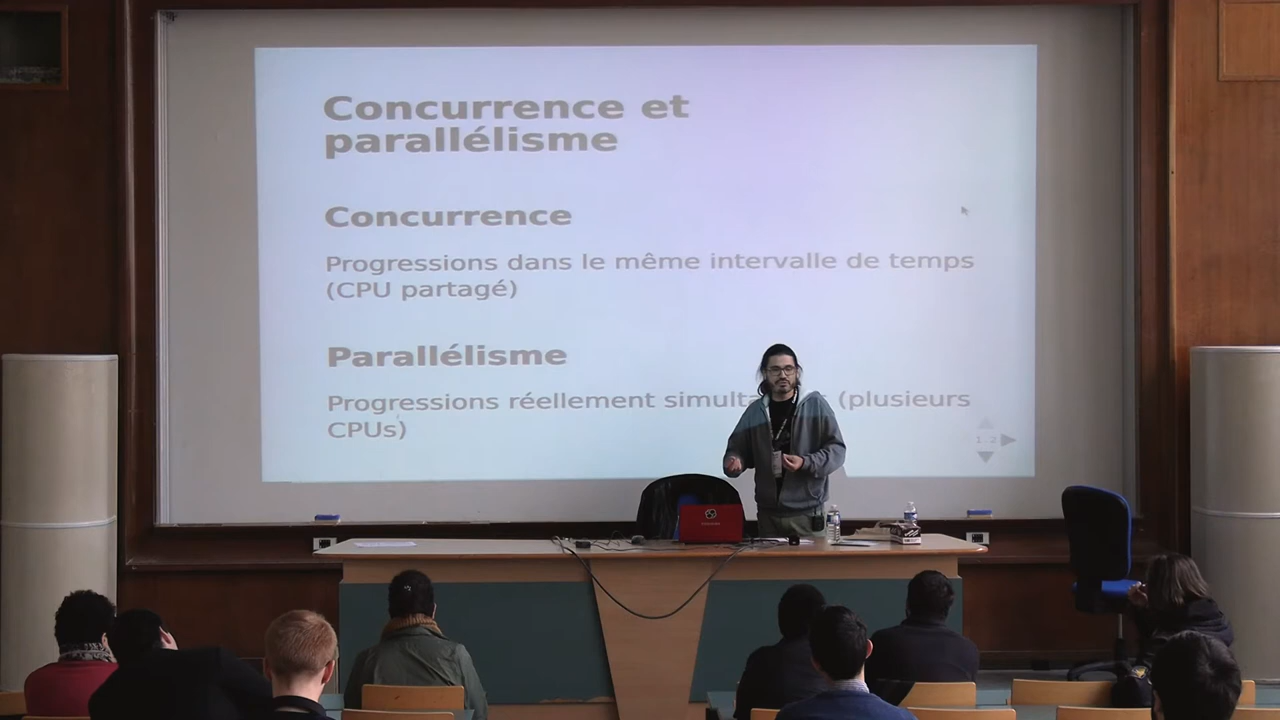 Concurrence et
parallélisme
Concurrence
Progressions dans le même intervalle de temps
(CPU partagé)
Parallélisme
Progressions réellement (plusieurs
CPUs)